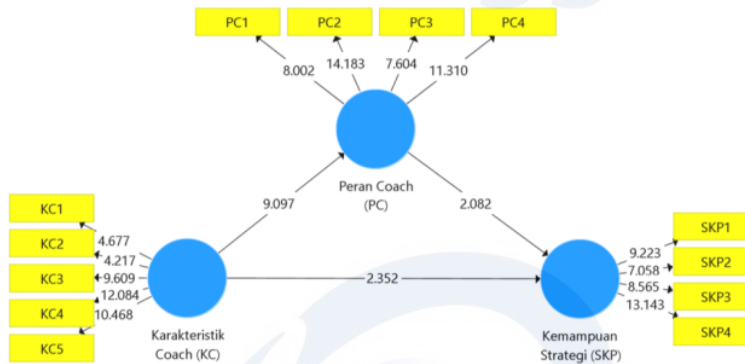 PC1 PC2 PC3 PC4
8.002 14.183 7.604 11.310
Peran Coach
(PC)
9.097 2.082
KC1
KC2
KC3
KC4
KC5
4.677
4.217
9.609
12.084
10.468
Karakteristik
Coach (KC)
2.352
9.223
7.058
8.565
13.143
SKP1
SKP2
SKP3
SKP4
Kemampuan
Strategi (SKP)